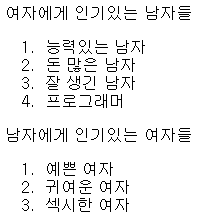 여자에게 인기있는 남자들
1. 능력있는 남자
2. 돈 많은 남자
3. 잘 생긴 남자
4. 프로그래머
남자에게 인기있는 여자들
1. 예쁜 여자
2. 귀여운 여자
3. 섹시한 여자